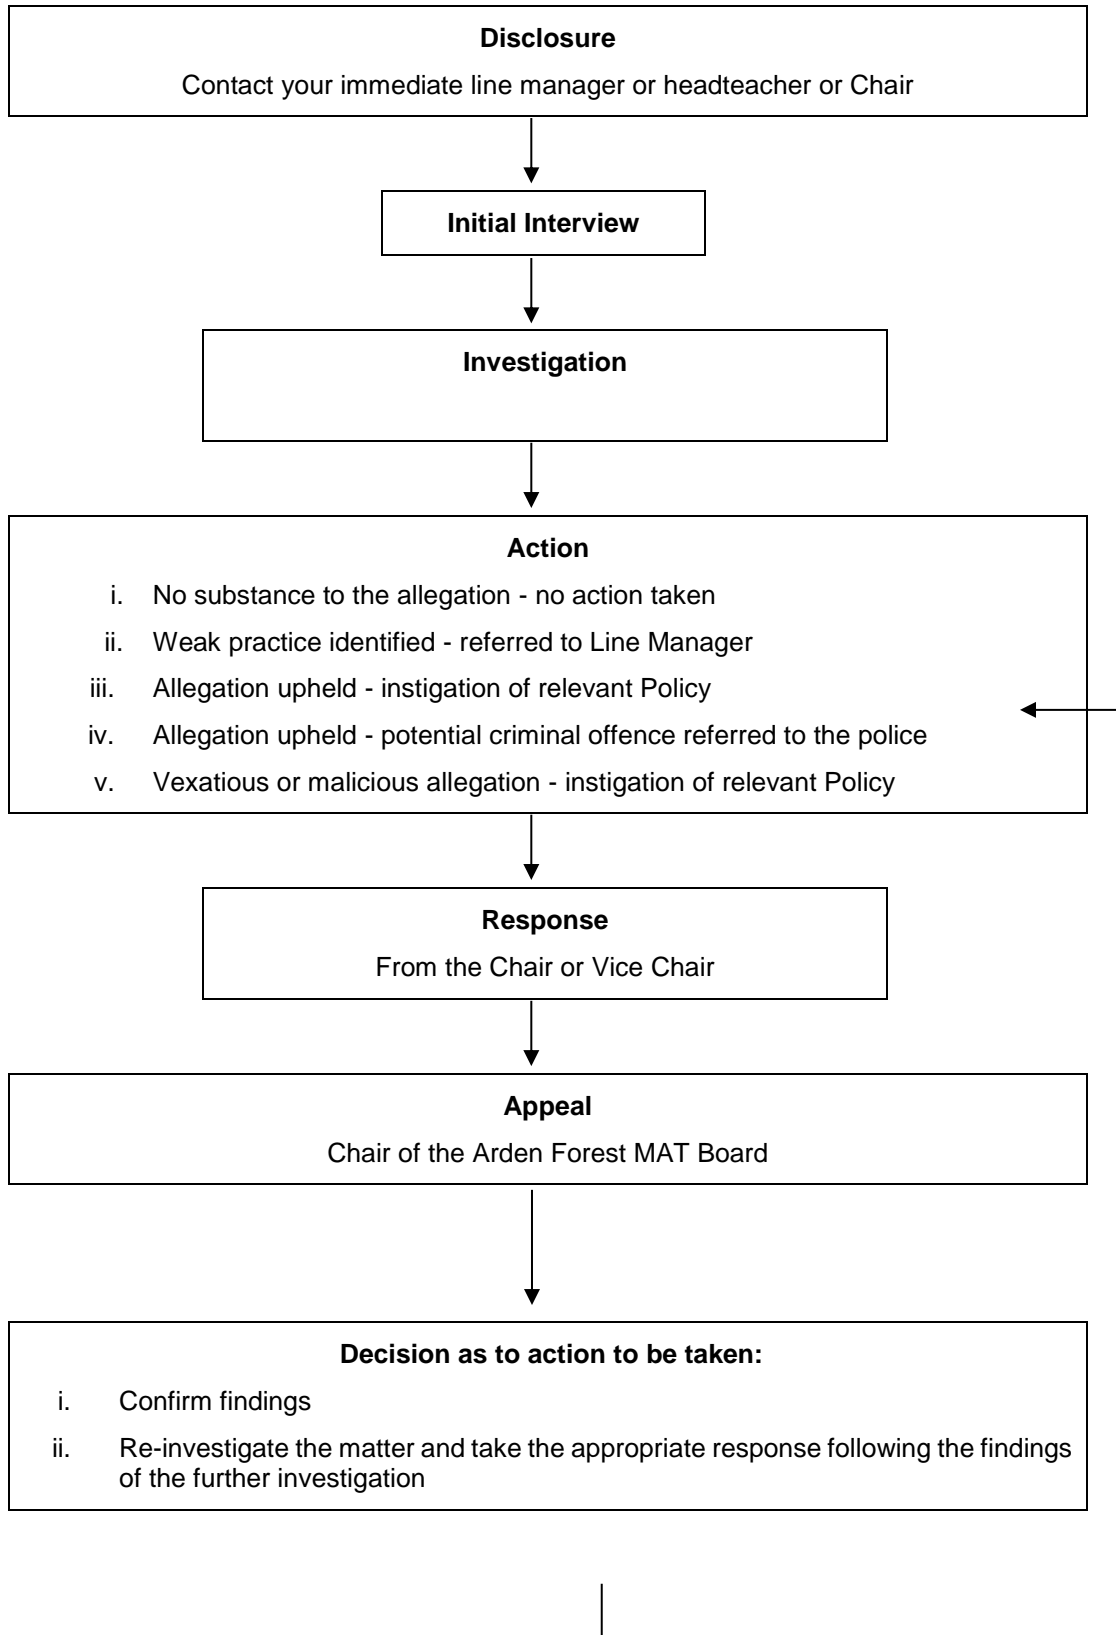 Disclosure
Contact your immediate line manager or headteacher or Chair
Initial Interview
Investigation
Action
i. No substance to the allegation - no action taken
ii. Weak practice identified - referred to Line Manager
iii. Allegation upheld - instigation of relevant Policy
iv. Allegation upheld - potential criminal offence referred to the police
v. Vexatious or malicious allegation - instigation of relevant Policy
Response
From the Chair or Vice Chair
Appeal
Chair of the Arden Forest MAT Board
Decision as to action to be taken:
i. Confirm findings
ii. Re-investigate the matter and take the appropriate response following the findings
of the further investigation